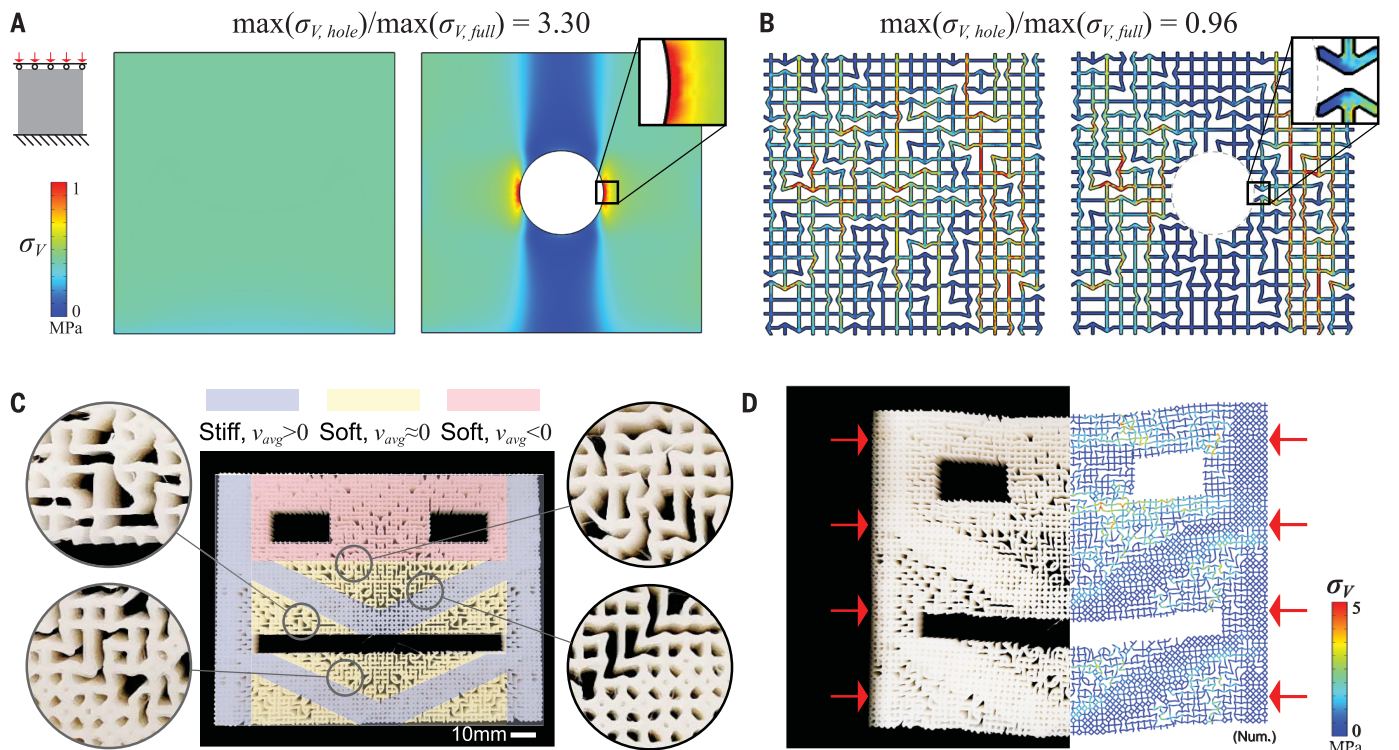 A
max(σV, hole)/max(σV, full) = 3.30
B
max(σV, hole)/max(σV, full) = 0.96
σV
1
0
MPa
C
Stiff, vavg>0
Soft, vavg≈0
Soft, vavg<0
10mm
D
σV
5
0
MPa
(Num.)